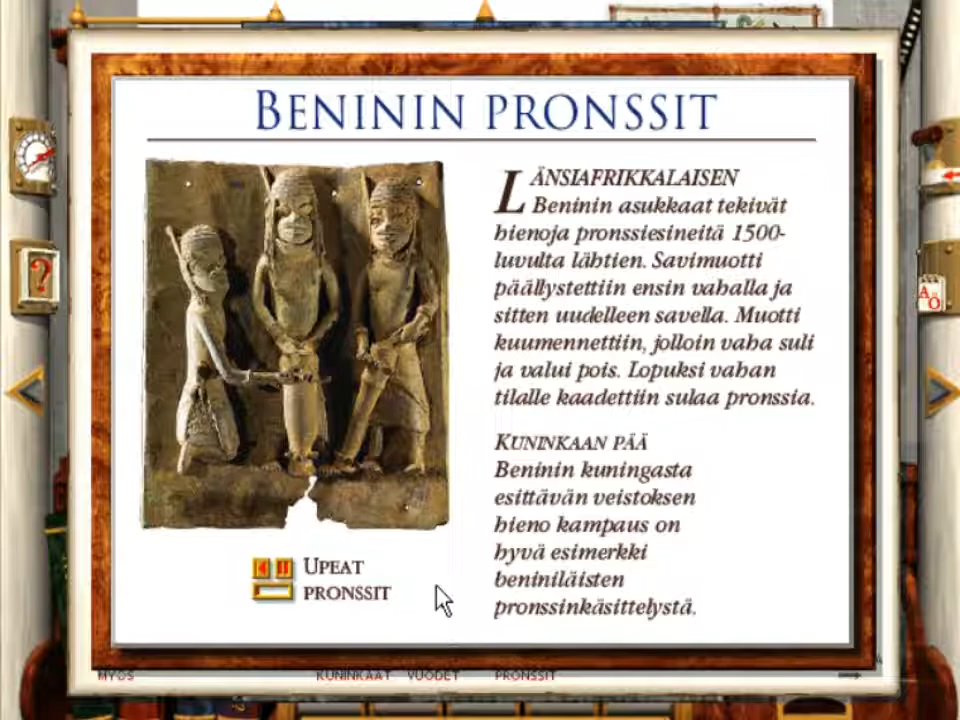 BENININ PRONSSIT
LÄNSIAFRIKKALAISEN
Beninin asukkaat tekivät
hienoja pronssiesineitä 1500-
luvulta lähtien. Savimuotti
päällystettiin ensin vahalla ja
sitten uudelleen savella. Muotti
kuumennettiin, jolloin vaha suli
ja valui pois. Lopuksi vahan
tilalle kaadettiin sulaa pronssia.
KUNINKAAN PÄÄ
Beninin kuningasta
esittävän veistoksen
hieno kampaus on
hyvä esimerkki
beniniläisten
pronssinkäsittelystä.
UPEAT
PRONSSIT
?
A
Ö
KUNINKAAT VUODET PRONSSIT